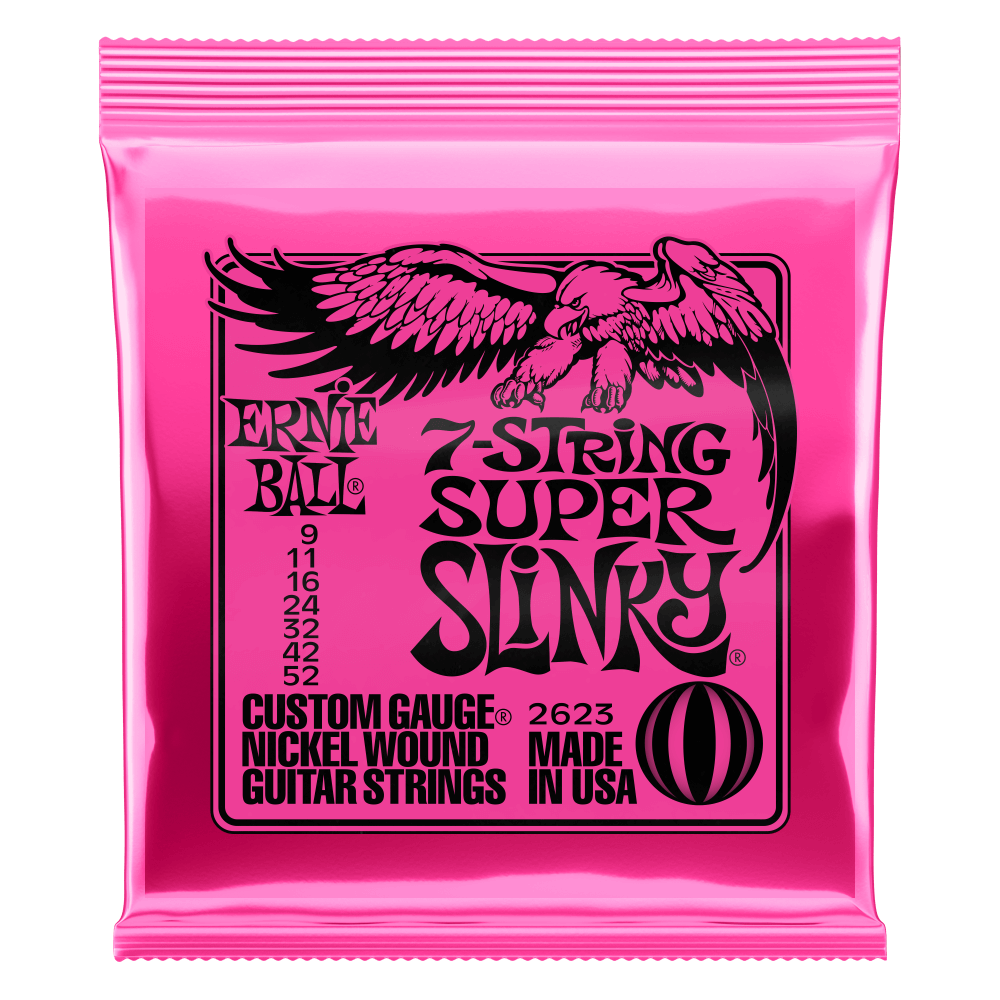 ERNiE
BALL®
9
11
16
24
32
42
52
7-STRiNG
SUPER
SLiNKY®
CUSTOM GAUGE®
NICKEL WOUND
GUITAR STRINGS
2623
MADE
IN USA